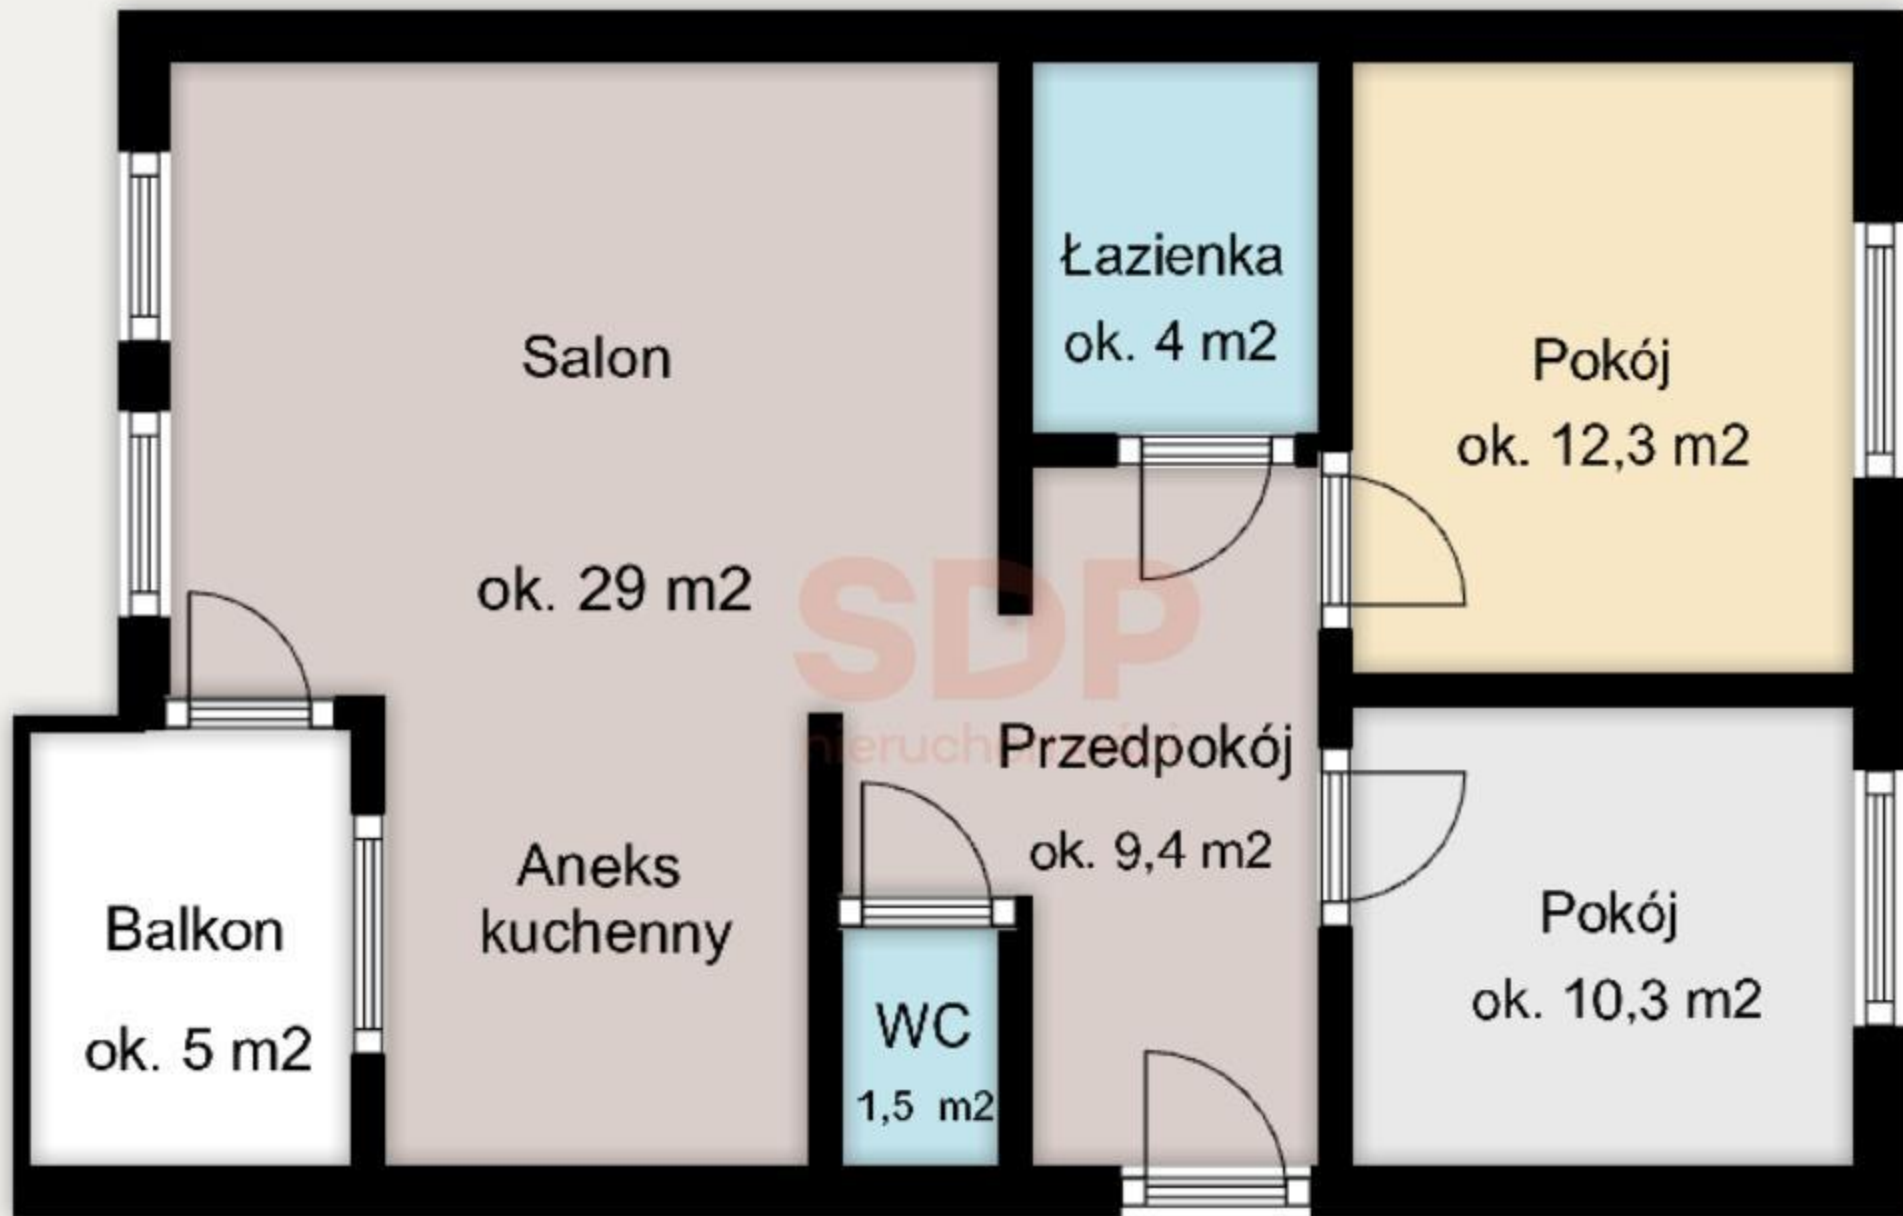 Salon
ok. 29 m2
Łazienka
ok. 4 m2
Pokój
ok. 12,3 m2
SDP
Przedpokój
ok. 9,4 m2
Aneks
kuchenny
Balkon
ok. 5 m2
WC
1,5 m2
Pokój
ok. 10,3 m2